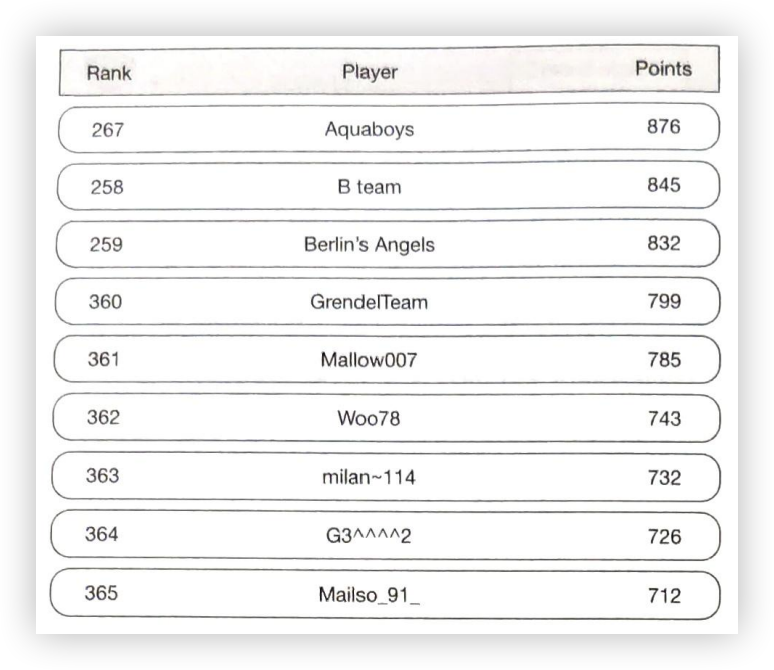 Rank Player Points
267 Aquaboys 876
258 B team 845
259 Berlin's Angels 832
360 GrendelTeam 799
361 Mallow007 785
362 Woo78 743
363 milan~114 732
364 G3^^^^2 726
365 Mailso_91_ 712